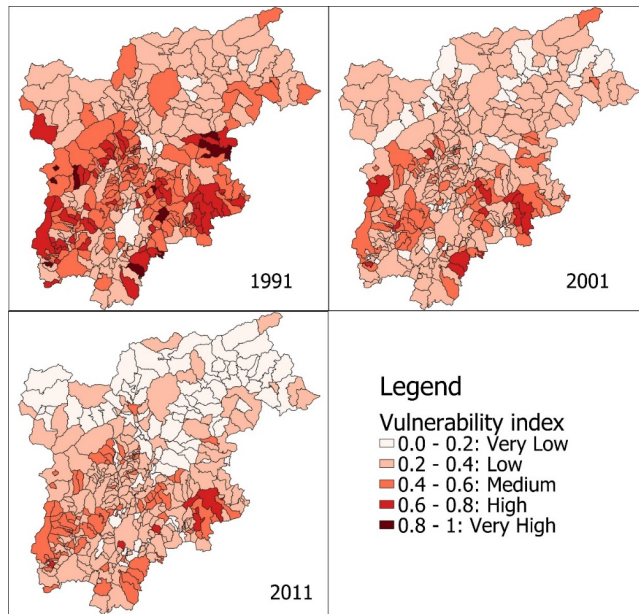 1991
2001
2011
Legend
Vulnerability index
0.0 - 0.2: Very Low
0.2 - 0.4: Low
0.4 - 0.6: Medium
0.6 - 0.8: High
0.8 - 1: Very High